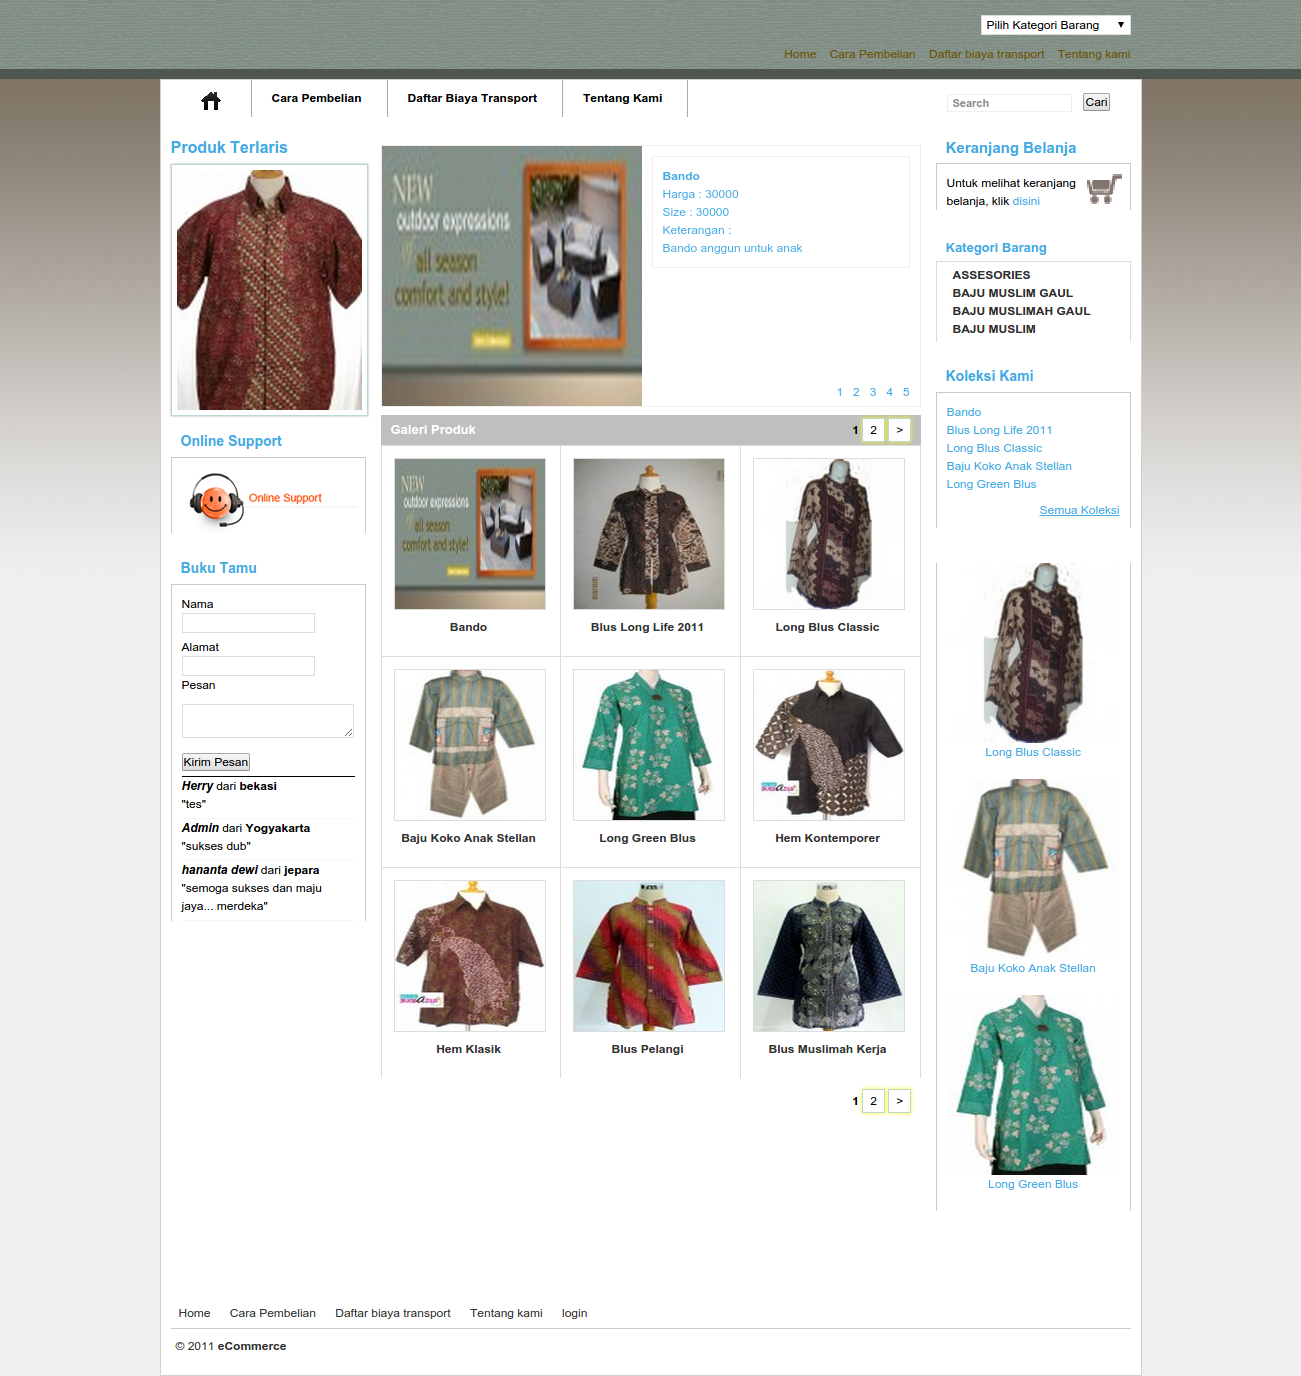 Pilih Kategori Barang
Home Cara Pembelian Daftar biaya transport Tentang kami
Cara Pembelian Daftar Biaya Transport Tentang Kami
Search Cari
Produk Terlaris
Online Support
Online Support
Buku Tamu
Nama
Alamat
Pesan
Kirim Pesan
Herry dari bekasi
"tes"
Admin dari Yogyakarta
"sukses dub"
hananta dewI dari jepara
"semoga sukses dan maju
jaya... merdeka"
NEW
outdoor expressions
all season
comfort and style!
Bando
Harga : 30000
Size : 30000
Keterangan :
Bando anggun untuk anak
1 2 3 4 5
Galeri Produk
1 2 >
NEW
outdoor expressions
all season
comfort and style!
Bando
Blus Long Life 2011
Long Blus Classic
Baju Koko Anak Stellan
Long Green Blus
Hem Kontemporer
Hem Klasik
Blus Pelangi
Blus Muslimah Kerja
1 2 >
Keranjang Belanja
Untuk melihat keranjang
belanja, klik disini
Kategori Barang
ASSESORIES
BAJU MUSLIM GAUL
BAJU MUSLIMAH GAUL
BAJU MUSLIM
Koleksi Kami
Bando
Blus Long Life 2011
Long Blus Classic
Baju Koko Anak Stellan
Long Green Blus
Semua Koleksi
Long Blus Classic
Baju Koko Anak Stellan
Long Green Blus
Home Cara Pembelian Daftar biaya transport Tentang kami login
© 2011 eCommerce